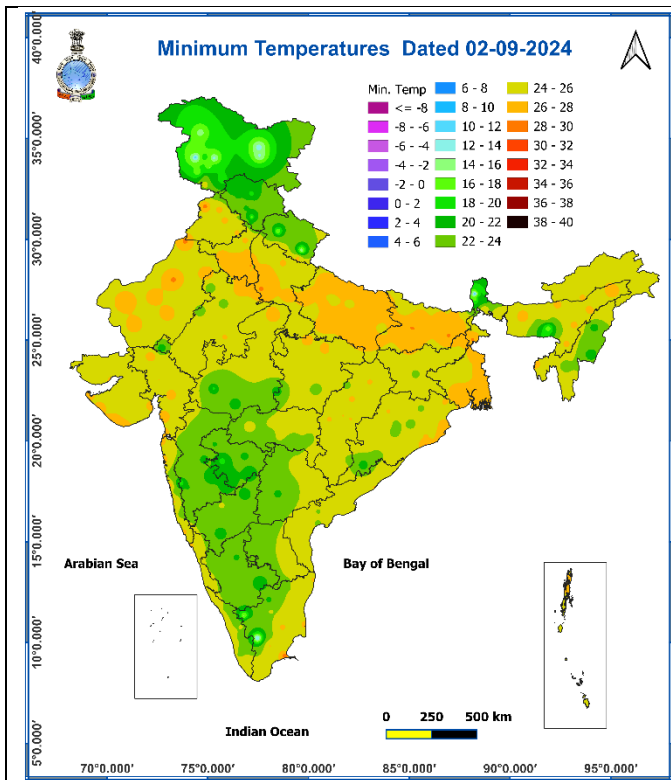 Minimum Temperatures Dated 02-09-2024
Min. Temp
<= -8
-8 - -6
-6 - -4
-4 - -2
-2 - 0
0 - 2
2 - 4
4 - 6
6 - 8
8 - 10
10 - 12
12 - 14
14 - 16
16 - 18
18 - 20
20 - 22
22 - 24
24 - 26
26 - 28
28 - 30
30 - 32
32 - 34
34 - 36
36 - 38
38 - 40
40°0.000'
35°0.000'
30°0.000'
25°0.000'
20°0.000'
15°0.000'
10°0.000'
5°0.000'
Arabian Sea
Bay of Bengal
Indian Ocean
0 250 500 km
70°0.000' 75°0.000' 80°0.000' 85°0.000' 90°0.000' 95°0.000'